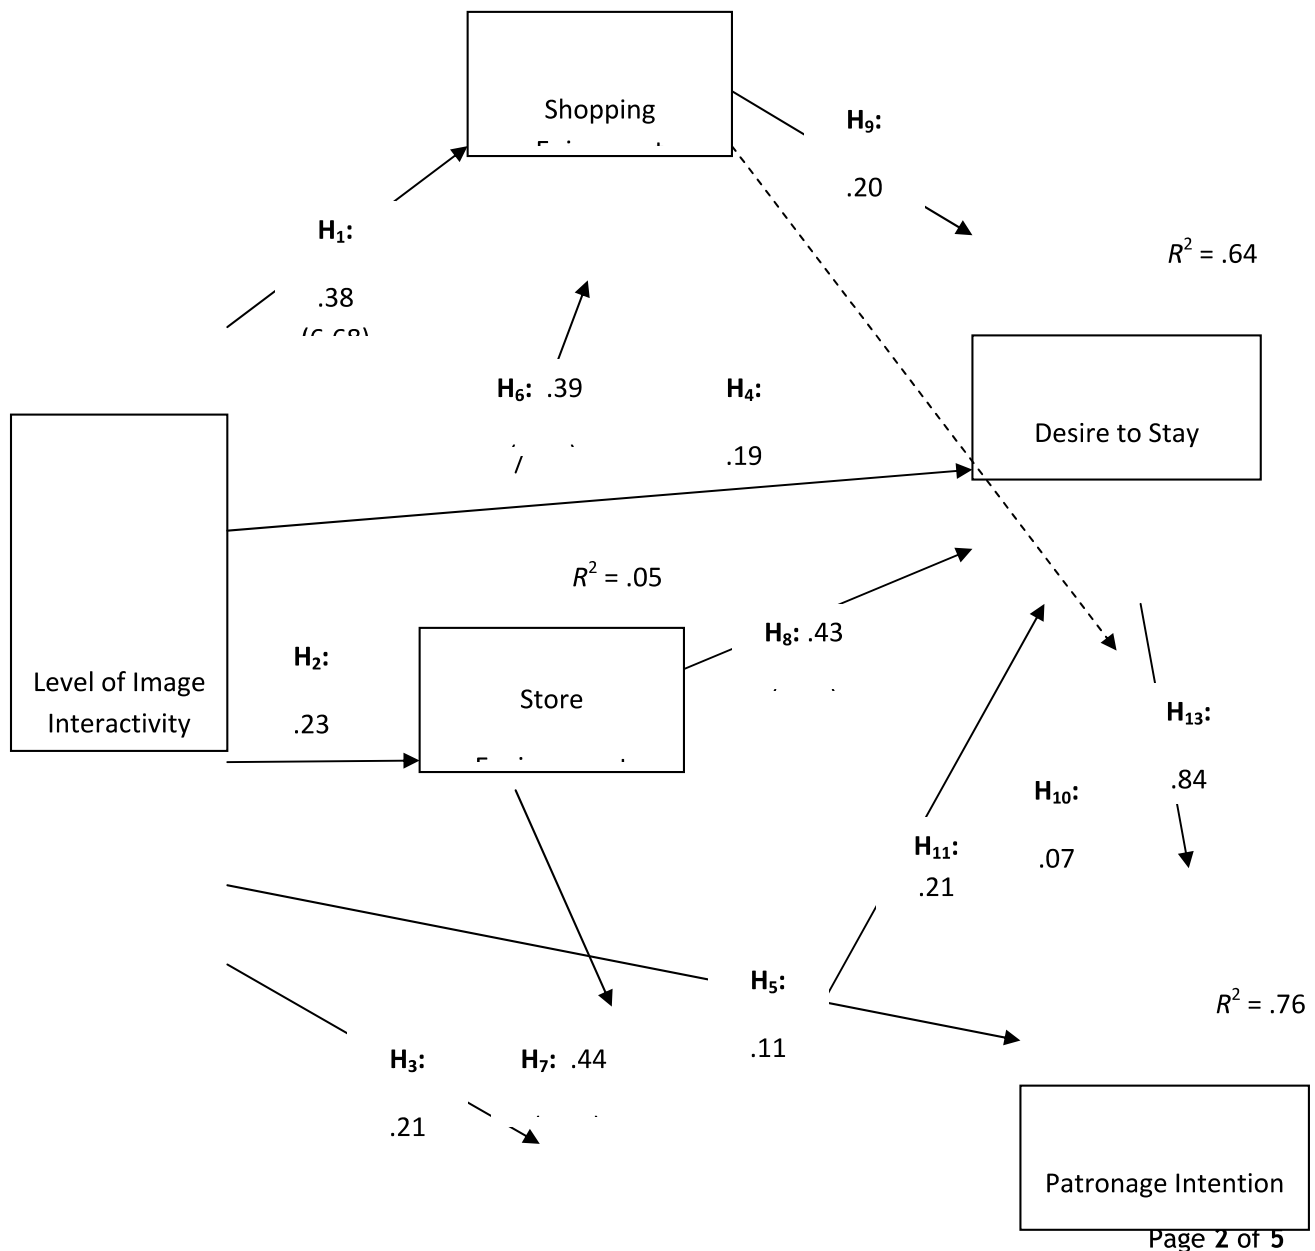 Shopping
H9:
.20
R2 = .64
H1:
.38
H6: .39
H4:
.19
Desire to Stay
R2 = .05
H8: .43
H2:
.23
Level of Image
Interactivity
Store
H13:
.84
H10:
.07
H11:
.21
H5:
.11
R2 = .76
H3:
.21
H7: .44
Patronage Intention
Page 2 of 5